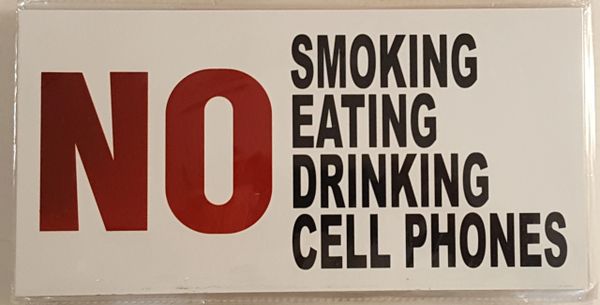 NO
SMOKING
EATING
DRINKING
CELL PHONES